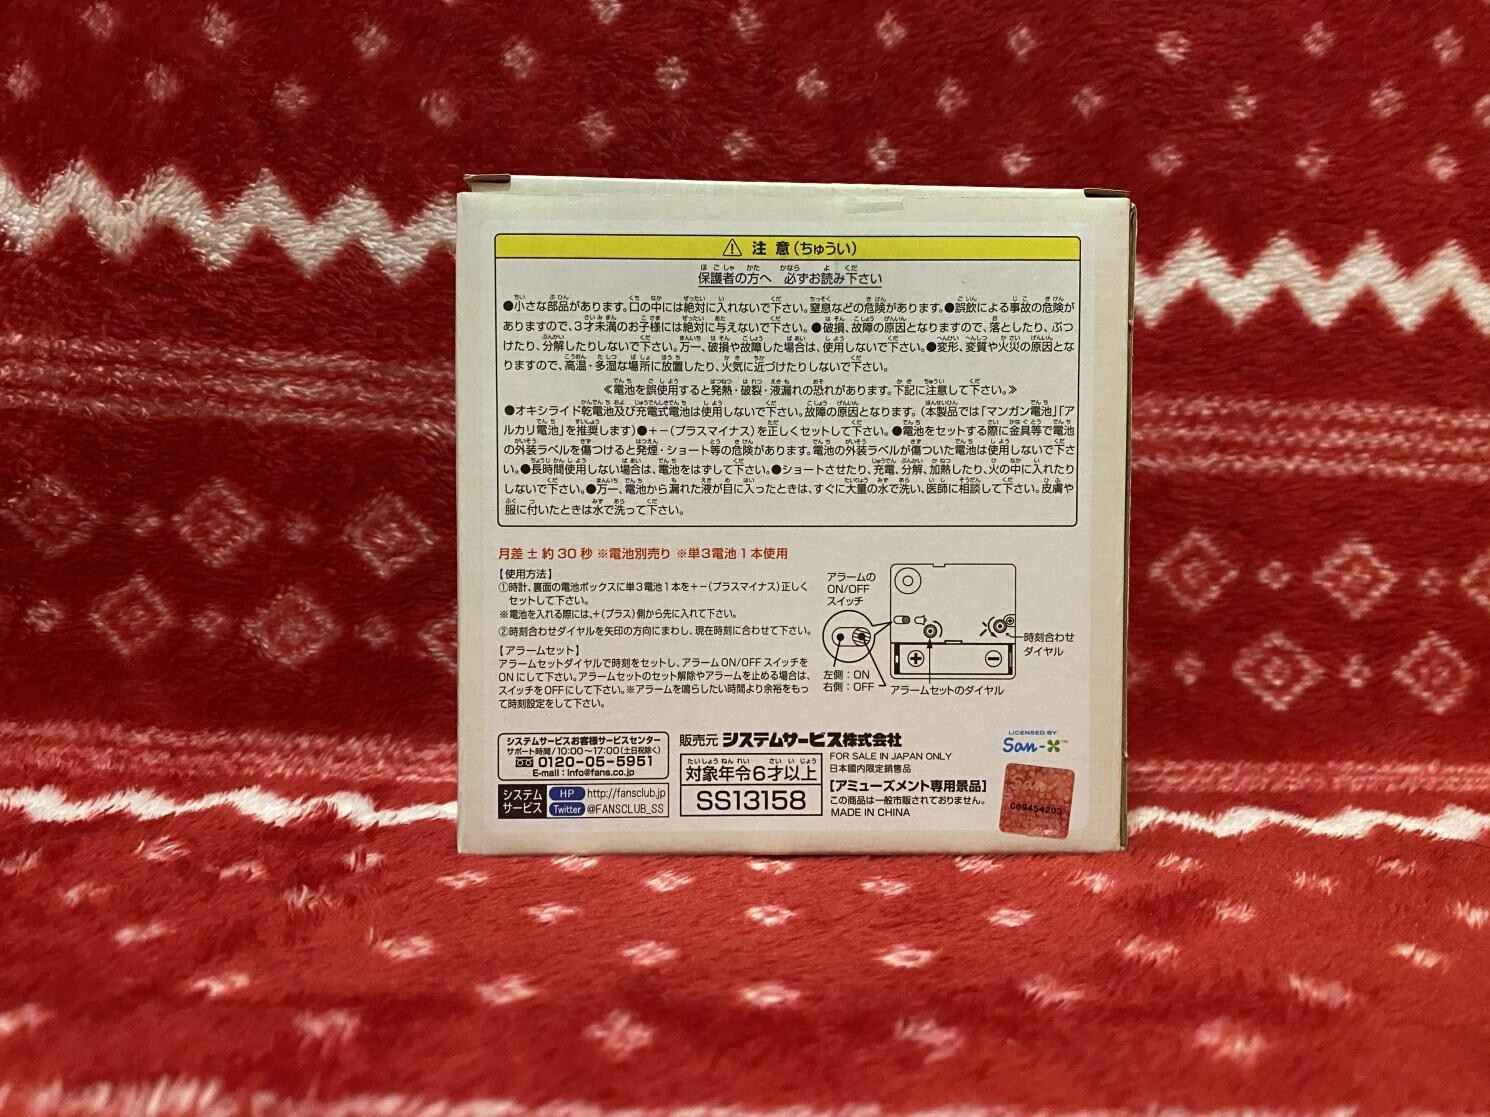 ⚠ 注意(ちゅうい)
保護者の方へ 必ずお読み下さい
●小さな部品があります。口の中には絶対に入れないで下さい。窒息などの危険があります。●誤飲による事故の危険が
ありますので、3才未満のお子様には絶対に与えないで下さい。●破損、故障の原因となりますので、落としたり、ぶつ
けたり、分解したりしないで下さい。万一、破損や故障した場合は、使用しないで下さい。●変形、変質や火災の原因とな
りますので、高温・多湿な場所に放置したり、火気に近づけたりしないで下さい。
≪電池を誤使用すると発熱・破裂・液漏れの恐れがあります。下記に注意して下さい。≫
●オキシライド乾電池及び充電式電池は使用しないで下さい。故障の原因となります。(本製品では「マンガン電池」「ア
ルカリ電池」を推奨します)●+-(プラスマイナス)を正しくセットして下さい。●電池をセットする際に金具等で電池
の外装ラベルを傷つけると発煙・ショート等の危険があります。電池の外装ラベルが傷ついた電池は使用しないで下さ
い。●長時間使用しない場合は、電池をはずして下さい。●ショートさせたり、充電、分解、加熱したり、火の中に入れたり
しないで下さい。●万一、電池から漏れた液が目に入ったときは、すぐに大量の水で洗い、医師に相談して下さい。皮膚や
服に付いたときは水で洗って下さい。
月差 ± 約 30 秒 ※電池別売り ※単3電池 1 本使用
【使用方法】
①時計、裏面の電池ボックスに単3電池 1 本を+-(プラスマイナス)正しく
セットして下さい。
※電池を入れる際には、+(プラス)側から先に入れて下さい。
②時刻合わせダイヤルを矢印の方向にまわし、現在時刻に合わせて下さい。
【アラームセット】
アラームセットダイヤルで時刻をセットし、アラーム ON/OFF スイッチを
ON にして下さい。アラームセットのセット解除やアラームを止める場合は、
スイッチを OFF にして下さい。※アラームを鳴らしたい時間より余裕をもっ
て時刻設定をして下さい。
アラームの
ON/OFF
スイッチ
左側:ON
右側:OFF
アラームセットのダイヤル
時刻合わせ
ダイヤル
システムサービスお客様サービスセンター
サポート時間/10:00～17:00(土日祝除く)
0120-05-5951
E-mail:info@fans.co.jp
システム
サービス
HP http://fansclub.jp
Twitter @FANSCLUB_SS
販売元 システムサービス株式会社
対象年令6才以上
SS13158
FOR SALE IN JAPAN ONLY
日本國内限定銷售品
【アミューズメント専用景品】
この商品は一般市販されておりません。
MADE IN CHINA
LICENSED BY
San-X™
C89454203